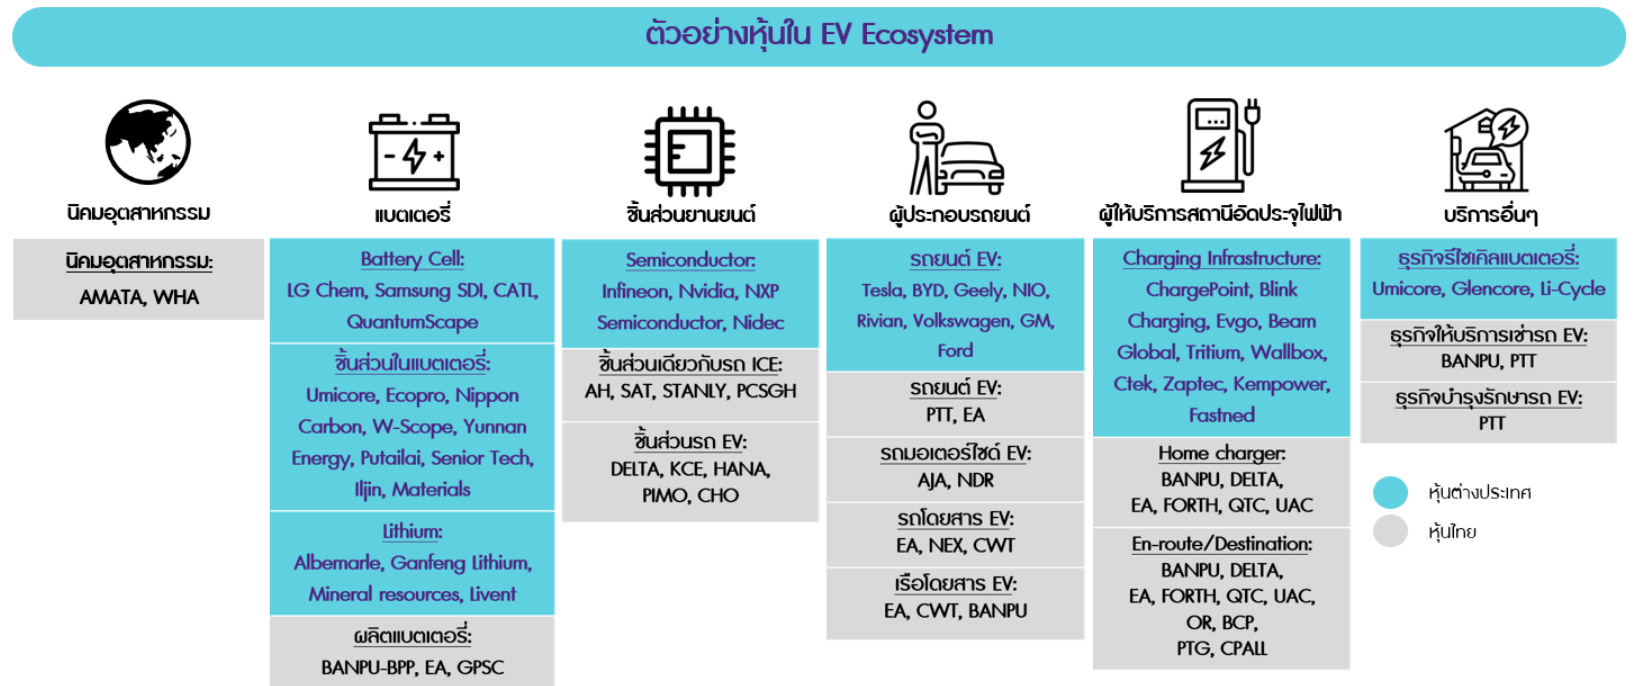 ตัวอย่างหุ้นใน EV Ecosystem
นิคมอุตสาหกรรม
นิคมอุตสาหกรรม:
AMATA, WHA
แบตเตอรี่
Battery Cell:
LG Chem, Samsung SDI, CATL,
QuantumScape
ชิ้นส่วนในแบตเตอรี่:
Umicore, Ecopro, Nippon
Carbon, W-Scope, Yunnan
Energy, Putailai, Senior Tech,
Iljin, Materials
Lithium:
Albemarle, Ganfeng Lithium,
Mineral resources, Livent
ผลิตแบตเตอรี่:
BANPU-BPP, EA, GPSC
ชิ้นส่วนยานยนต์
Semiconductor:
Infineon, Nvidia, NXP
Semiconductor, Nidec
ชิ้นส่วนเดียวกับรถ ICE:
AH, SAT, STANLY, PCSGH
ชิ้นส่วนรถ EV:
DELTA, KCE, HANA,
PIMO, CHO
ผู้ประกอบรถยนต์
รถยนต์ EV:
Tesla, BYD, Geely, NIO,
Rivian, Volkswagen, GM,
Ford
รถยนต์ EV:
PTT, EA
รถมอเตอร์ไซด์ EV:
AJA, NDR
รถโดยสาร EV:
EA, NEX, CWT
เรือโดยสาร EV:
EA, CWT, BANPU
ผู้ให้บริการสถานีอัดประจุไฟฟ้า
Charging Infrastructure:
ChargePoint, Blink
Charging, Evgo, Beam
Global, Tritium, Wallbox,
Ctek, Zaptec, Kempower,
Fastned
Home charger:
BANPU, DELTA,
EA, FORTH, QTC, UAC
En-route/Destination:
BANPU, DELTA,
EA, FORTH, QTC, UAC,
OR, BCP,
PTG, CPALL
บริการอื่นๆ
ธุรกิจรีไซเคิลแบตเตอรี่:
Umicore, Glencore, Li-Cycle
ธุรกิจให้บริการเช่ารถ EV:
BANPU, PTT
ธุรกิจบำรุงรักษารถ EV:
PTT
หุ้นต่างประเทศ
หุ้นไทย